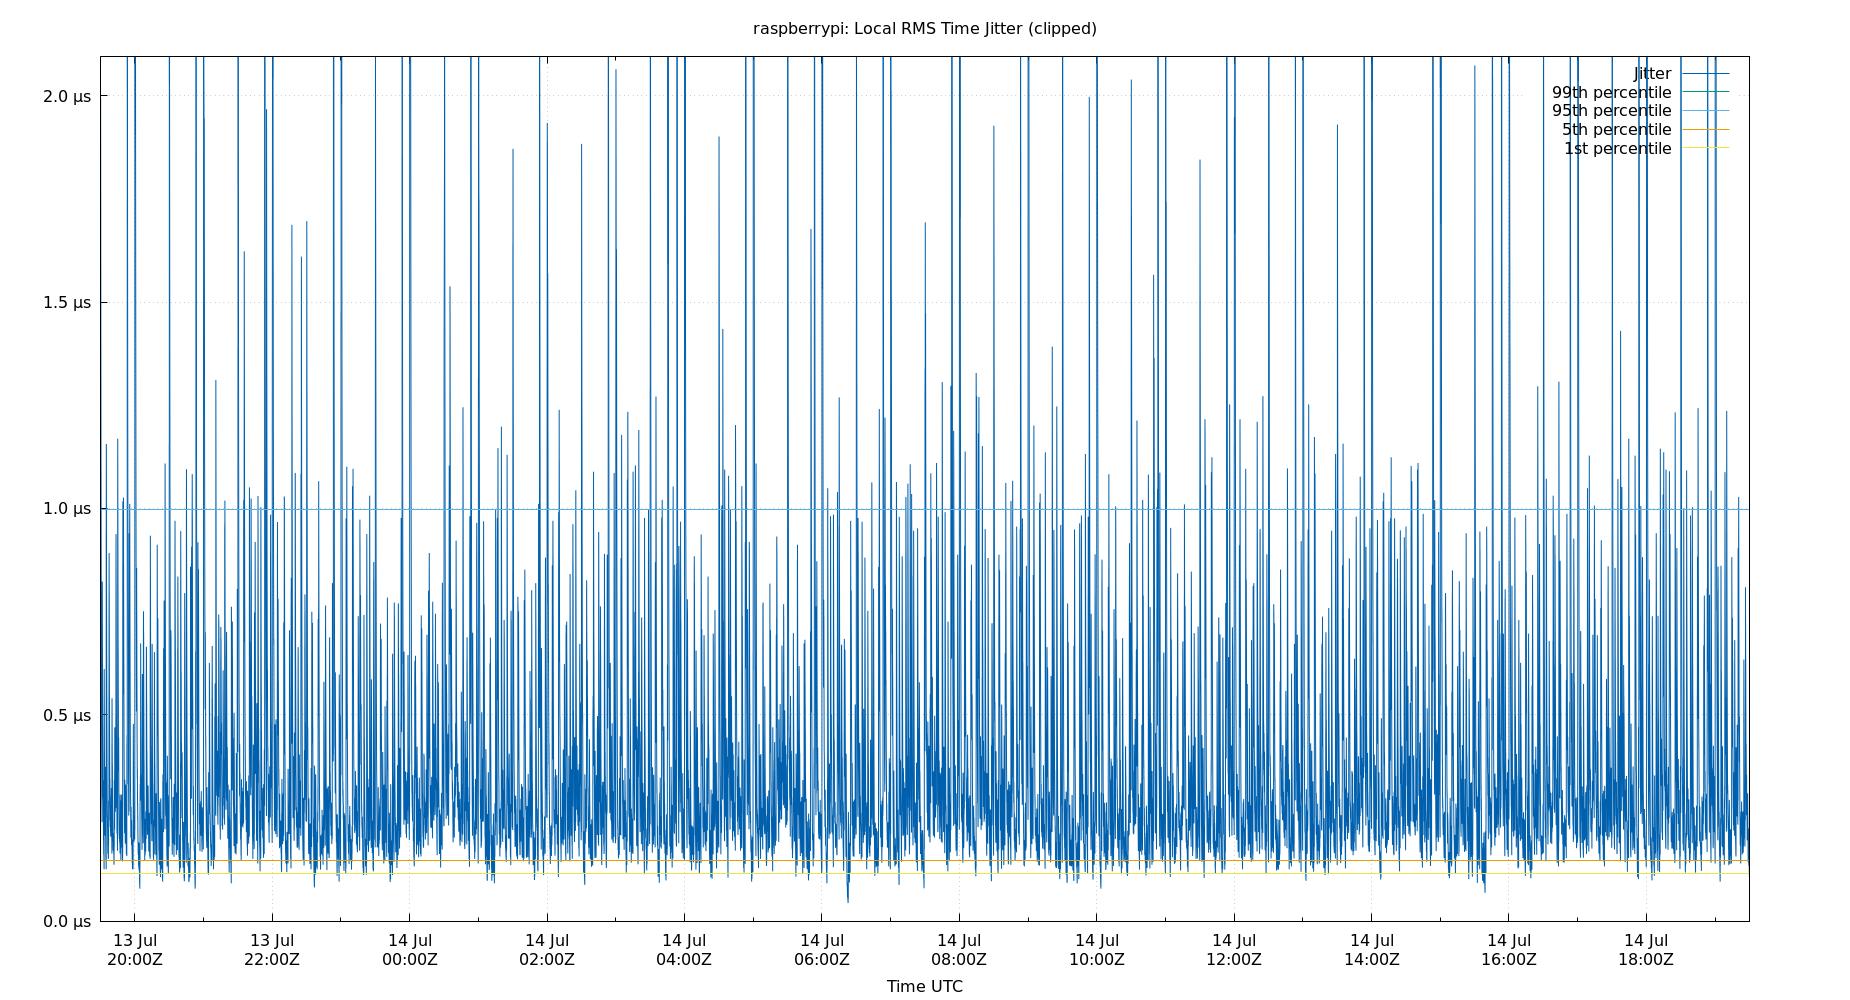 raspberrypi: Local RMS Time Jitter (clipped)
Jitter
99th percentile
95th percentile
5th percentile
1st percentile
2.0 μs
1.5 μs
1.0 μs
0.5 μs
0.0 μs
13 Jul 13 Jul 14 Jul 14 Jul 14 Jul 14 Jul 14 Jul 14 Jul 14 Jul 14 Jul 14 Jul 14 Jul
20:00Z 22:00Z 00:00Z 02:00Z 04:00Z 06:00Z 08:00Z 10:00Z 12:00Z 14:00Z 16:00Z 18:00Z
Time UTC